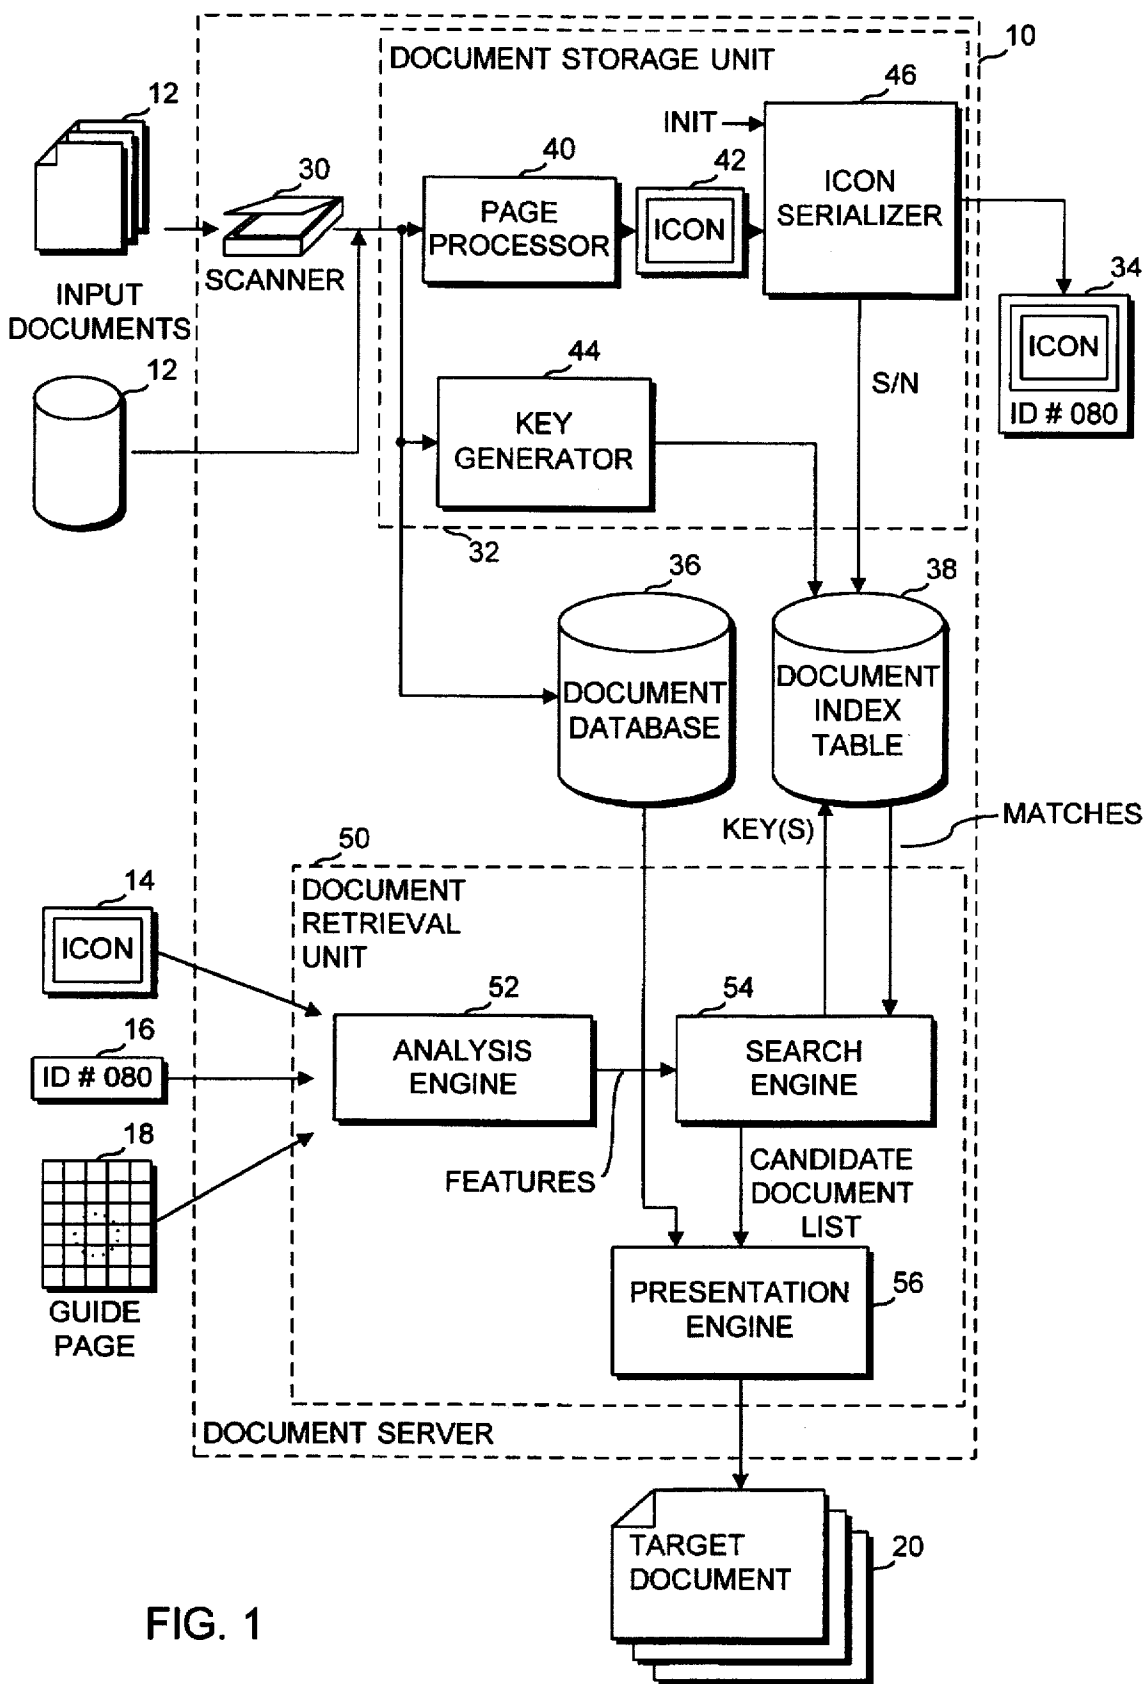 10
DOCUMENT STORAGE UNIT
12
46
INIT
40
42
30
ICON
SERIALIZER
PAGE
PROCESSOR
ICON
SCANNER
34
INPUT
DOCUMENTS
ICON
ID # 080
12
44
S/N
KEY
GENERATOR
32
36
38
DOCUMENT
DATABASE
DOCUMENT
INDEX
TABLE
KEY(S)
MATCHES
50
DOCUMENT
RETRIEVAL
UNIT
14
ICON
52
54
16
ID # 080
ANALYSIS
ENGINE
SEARCH
ENGINE
18
FEATURES
CANDIDATE
DOCUMENT
LIST
GUIDE
PAGE
PRESENTATION
ENGINE
56
DOCUMENT SERVER
TARGET
DOCUMENT
20
FIG. 1